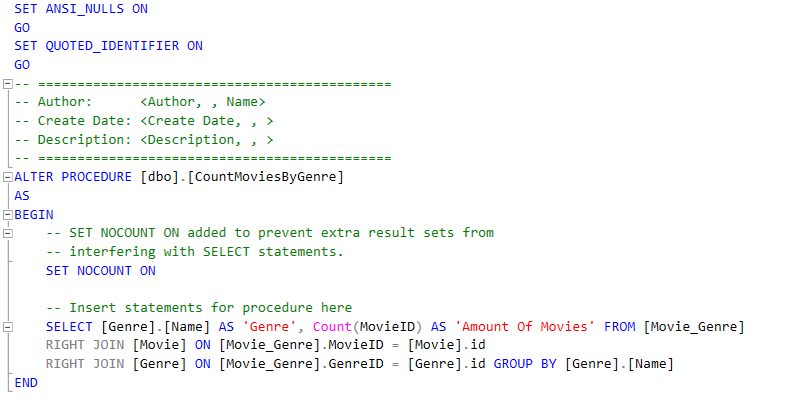 SET ANSI_NULLS ON
GO
SET QUOTED_IDENTIFIER ON
GO
-- =============================================
-- Author:      <Author, , Name>
-- Create Date: <Create Date, , >
-- Description: <Description, , >
-- =============================================
ALTER PROCEDURE [dbo].[CountMoviesByGenre]
AS
BEGIN
    -- SET NOCOUNT ON added to prevent extra result sets from
    -- interfering with SELECT statements.
    SET NOCOUNT ON

    -- Insert statements for procedure here
    SELECT [Genre].[Name] AS 'Genre', Count(MovieID) AS 'Amount Of Movies' FROM [Movie_Genre]
    RIGHT JOIN [Movie] ON [Movie_Genre].MovieID = [Movie].id
    RIGHT JOIN [Genre] ON [Movie_Genre].GenreID = [Genre].id GROUP BY [Genre].[Name]
END